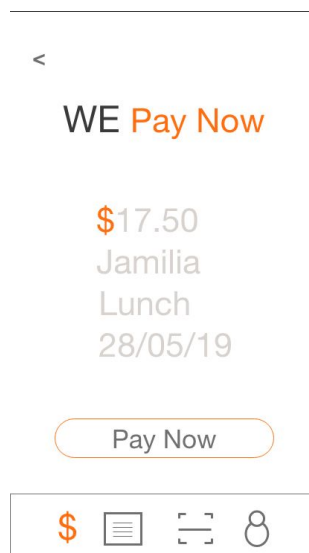 <
WE Pay Now
$17.50
Jamilia
Lunch
28/05/19
Pay Now
$